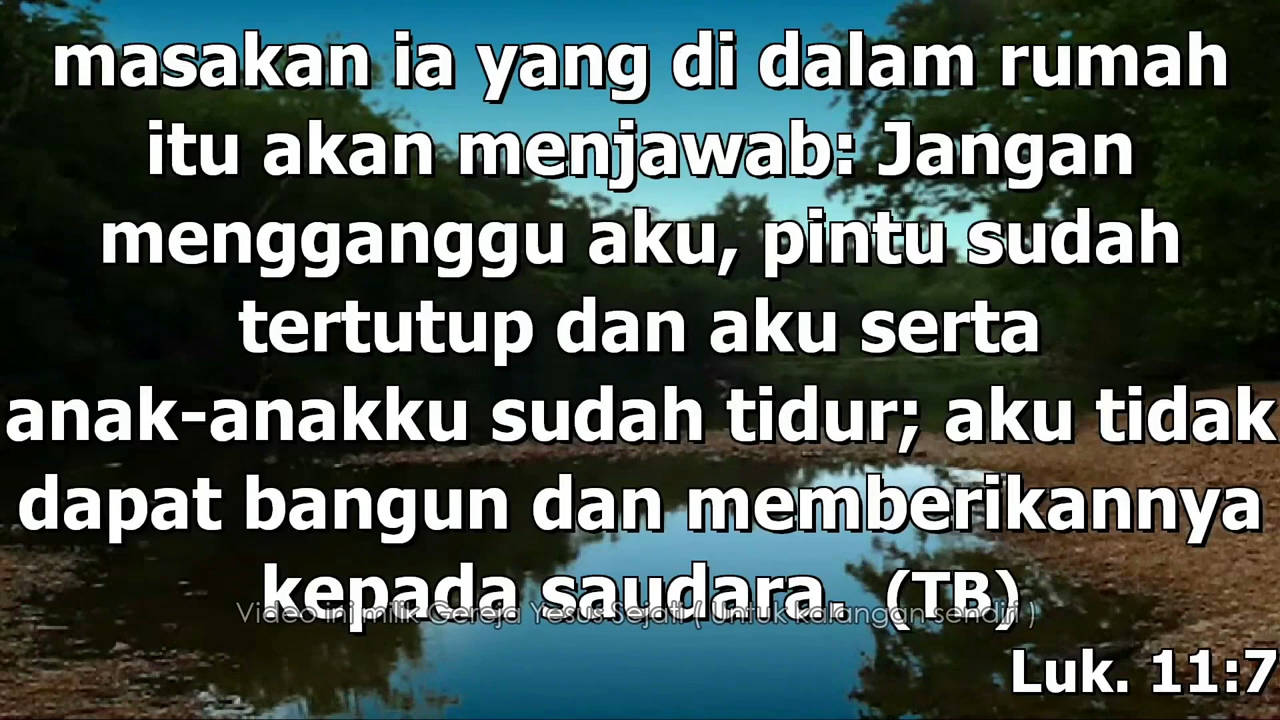 masakan ia yang di dalam rumah
itu akan menjawab: Jangan
mengganggu aku, pintu sudah
tertutup dan aku serta
anak-anakku sudah tidur; aku tidak
dapat bangun dan memberikannya
kepada saudara. (TB)
Video ini milik Gereja Yesus Sejati ( Untuk kalangan sendiri )
Luk. 11:7